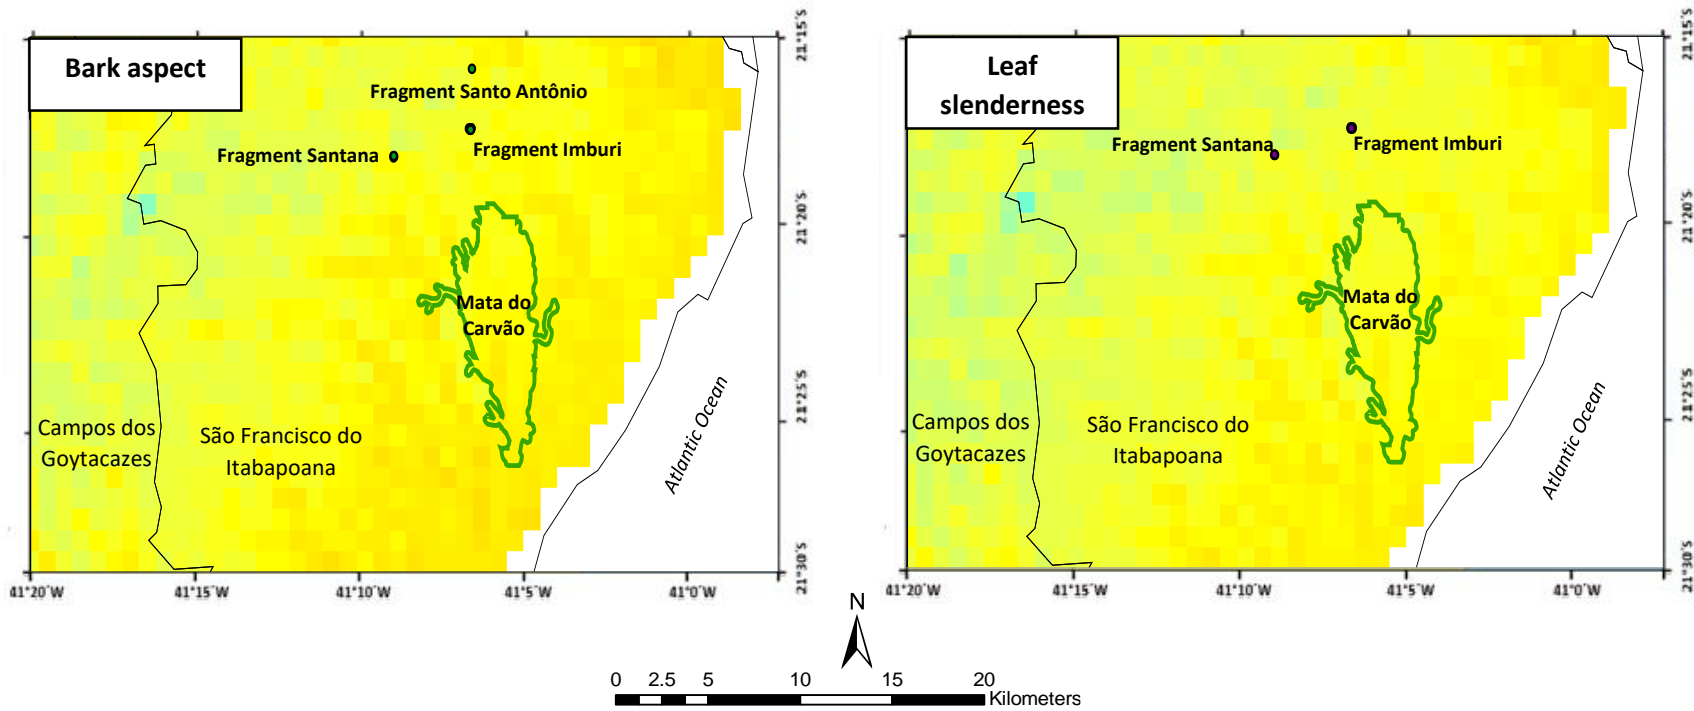 Bark aspect
Fragment Santo Antônio
Fragment Imburi
Fragment Santana
Mata do
Carvão
Campos dos
Goytacazes
São Francisco do
Itabapoana
Atlantic Ocean
21°15'S
21°20'S
21°25'S
21°30'S
41°20'W
41°15'W
41°10'W
41°5'W
41°0'W
Leaf
slenderness
Fragment Santana
Fragment Imburi
Mata do
Carvão
Campos dos
Goytacazes
São Francisco do
Itabapoana
Atlantic Ocean
21°15'S
21°20'S
21°25'S
21°30'S
41°20'W
41°15'W
41°10'W
41°5'W
41°0'W
N
0 2.5 5 10 15 20
Kilometers